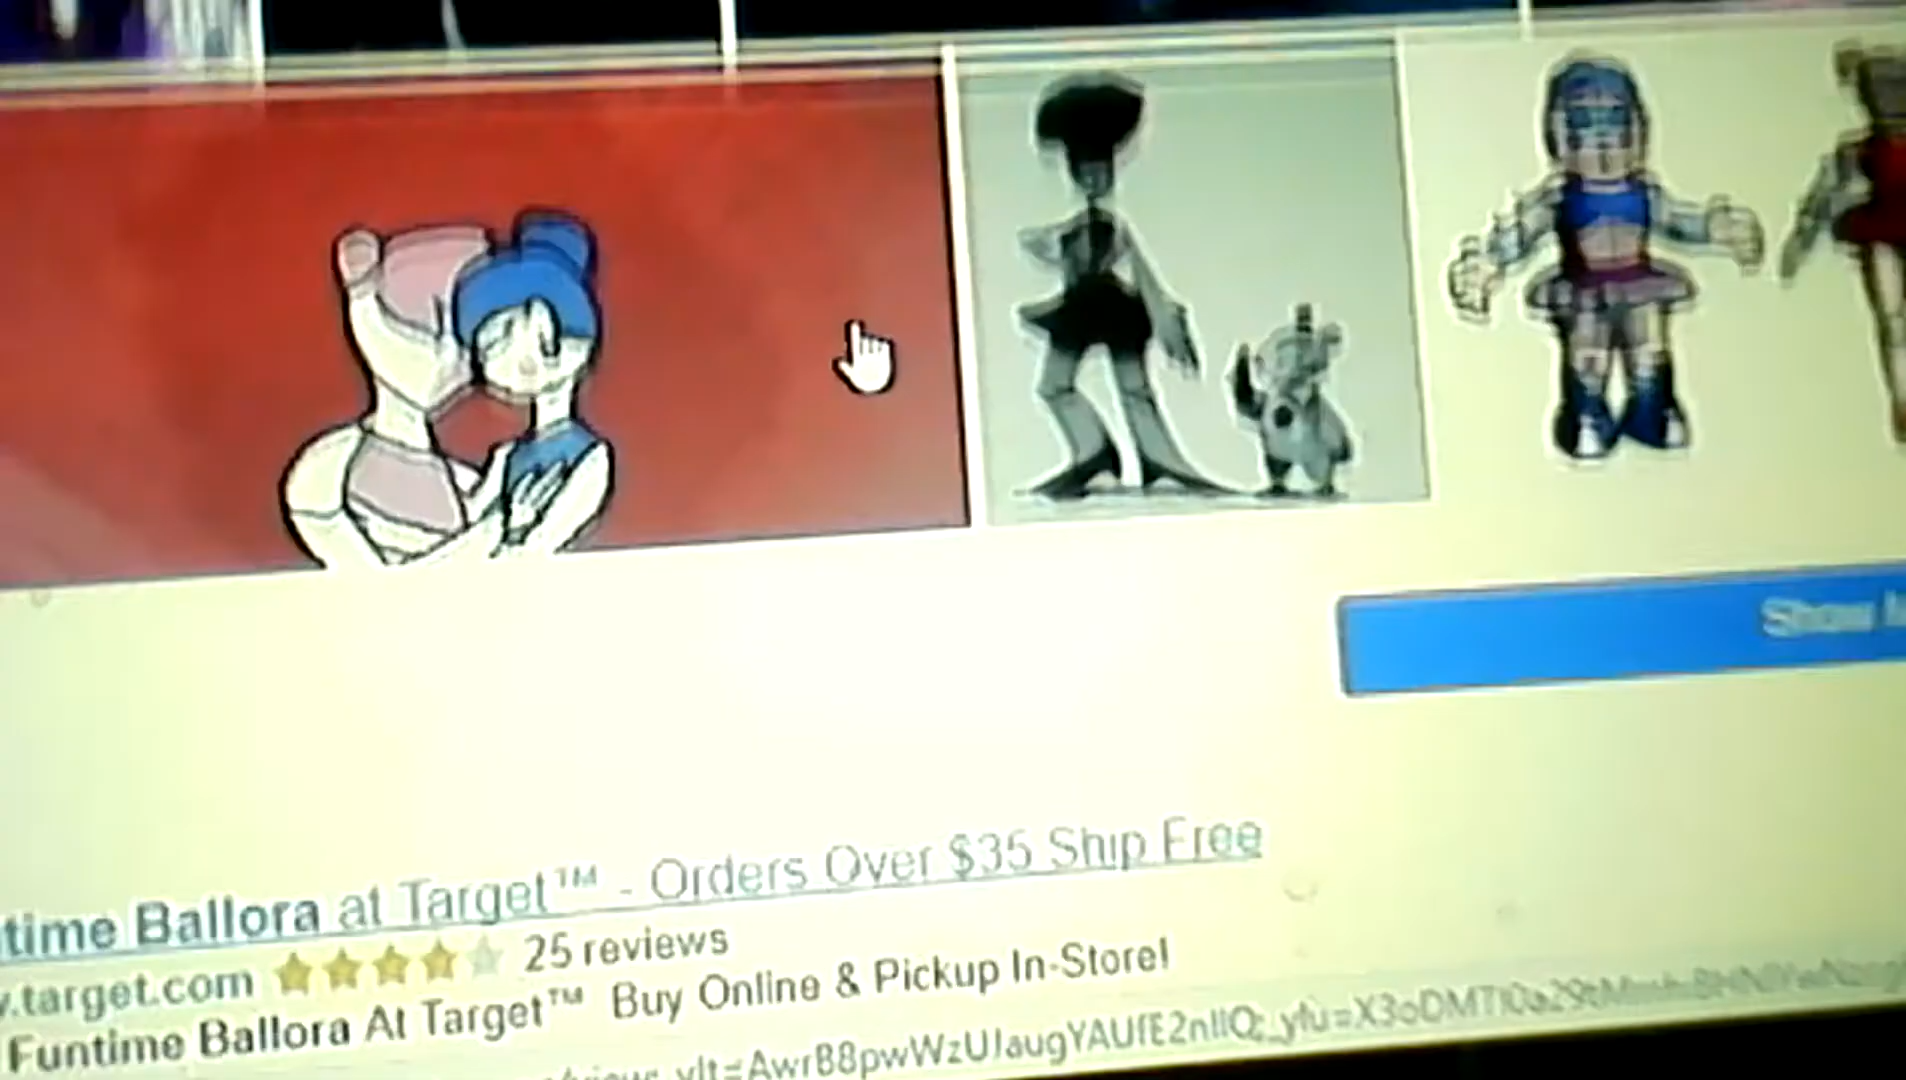 Show
time Ballora at Target™ - Orders Over $35 Ship Free
.target.com 25 reviews
Funtime Ballora At Target™ Buy Online & Pickup In-Store!